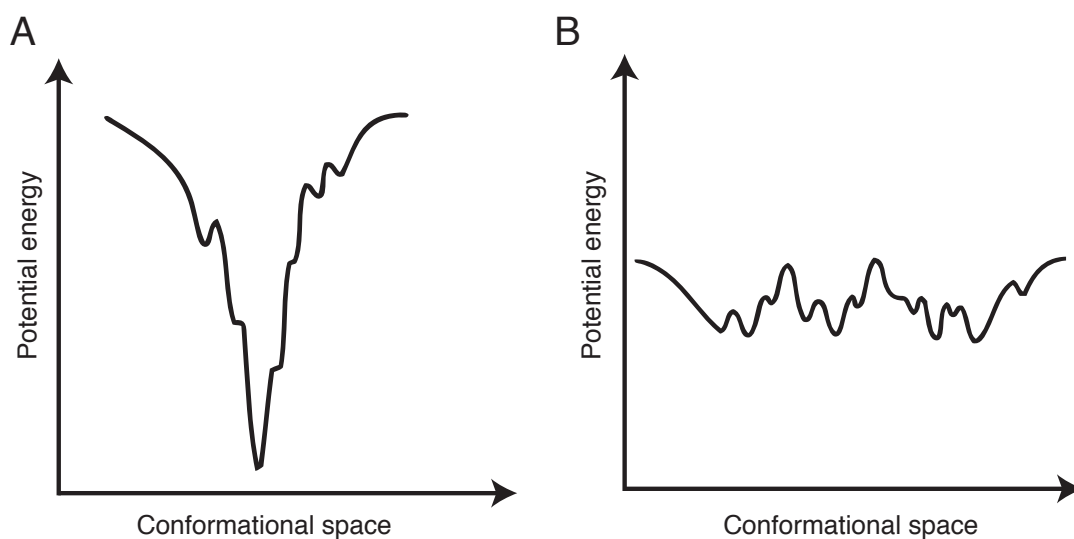 A
B
Potential energy
Conformational space
Potential energy
Conformational space